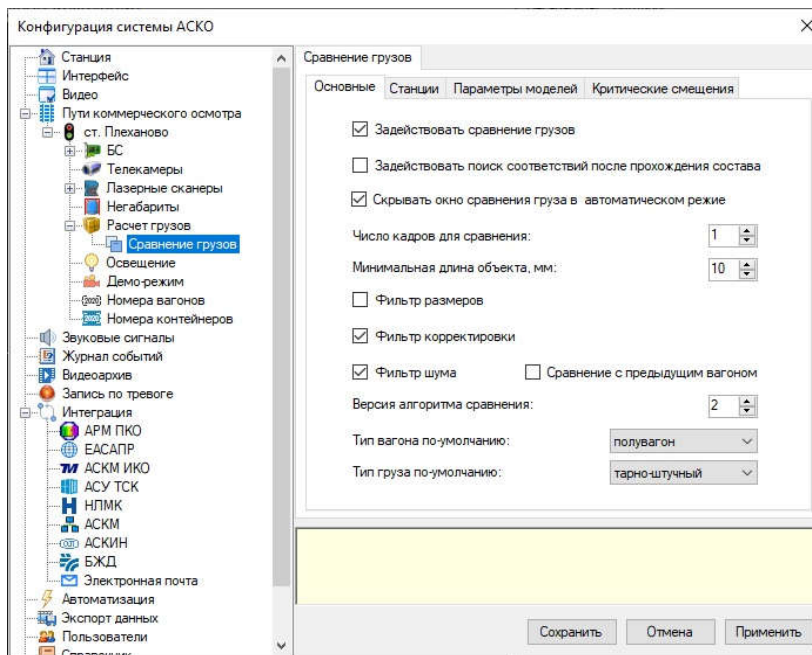 Конфигурация системы АСКО
Станция
Интерфейс
Видео
Пути коммерческого осмотра
ст. Плеханово
БС
Телекамеры
Лазерные сканеры
Негабариты
Расчет грузов
Сравнение грузов
Освещение
Демо-режим
Номера вагонов
Номера контейнеров
Звуковые сигналы
Журнал событий
Видеоархив
Запись по тревоге
Интеграция
АРМ ПКО
ЕАСАПР
АСКМ ИКО
АСУ ТСК
НЛМК
АСКМ
АСКИН
БЖД
Электронная почта
Автоматизация
Экспорт данных
Пользователи
Справочник
Сравнение грузов
Основные Станции Параметры моделей Критические смещения
Задействовать сравнение грузов
Задействовать поиск соответствий после прохождения состава
Скрывать окно сравнения груза в автоматическом режие
Число кадров для сравнения: 1
Минимальная длина объекта, мм: 10
Фильтр размеров
Фильтр корректировки
Фильтр шума Сравнение с предыдущим вагоном
Версия алгоритма сравнения: 2
Тип вагона по-умолчанию: полувагон
Тип груза по-умолчанию: тарно-штучный
Сохранить Отмена Применить